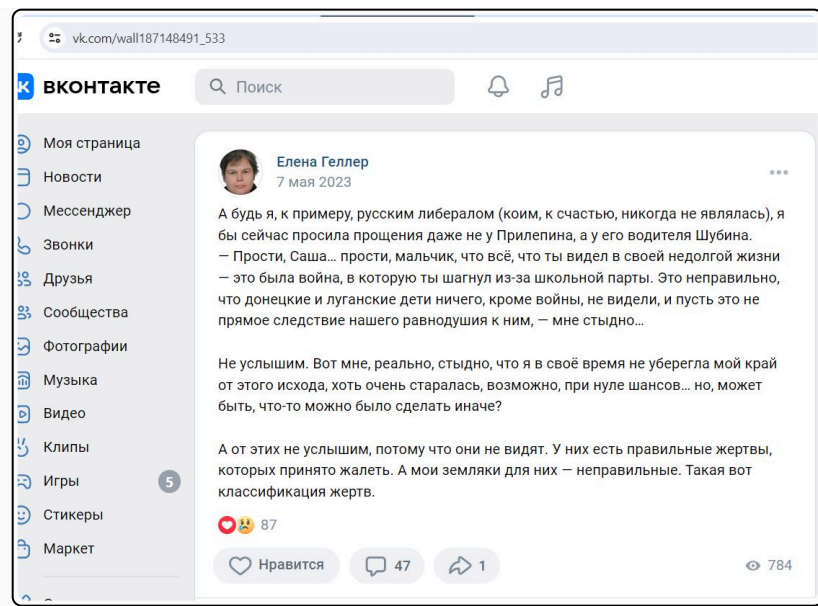 vk.com/wall187148491_533
вконтакте
Поиск
Моя страница
Новости
Мессенджер
Звонки
Друзья
Сообщества
Фотографии
Музыка
Видео
Клипы
Игры
5
Стикеры
Маркет
Елена Геллер
7 мая 2023
А будь я, к примеру, русским либералом (коим, к счастью, никогда не являлась), я
бы сейчас просила прощения даже не у Прилепина, а у его водителя Шубина.
— Прости, Саша… прости, мальчик, что всё, что ты видел в своей недолгой жизни
– это была война, в которую ты шагнул из-за школьной парты. Это неправильно,
что донецкие и луганские дети ничего, кроме войны, не видели, и пусть это не
прямое следствие нашего равнодушия к ним, — мне стыдно…
Не услышим. Вот мне, реально, стыдно, что я в своё время не уберегла мой край
от этого исхода, хоть очень старалась, возможно, при нуле шансов… но, может
быть, что-то можно было сделать иначе?
А от этих не услышим, потому что они не видят. У них есть правильные жертвы,
которых принято жалеть. А мои земляки для них — неправильные. Такая вот
классификация жертв.
87
Нравится
47
1
784